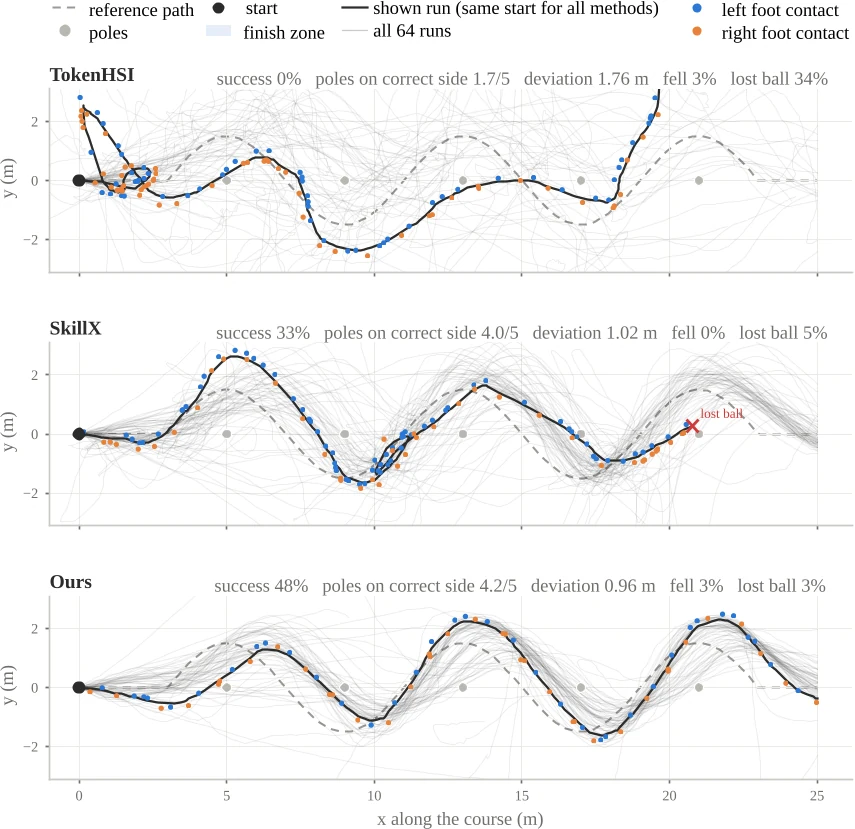 reference path start shown run (same start for all methods) left foot contact
poles finish zone all 64 runs right foot contact
TokenHSI success 0% poles on correct side 1.7/5 deviation 1.76 m fell 3% lost ball 34%
2
0
−2
y (m)
SkillX success 33% poles on correct side 4.0/5 deviation 1.02 m fell 0% lost ball 5%
2
lost ball
0
−2
y (m)
Ours success 48% poles on correct side 4.2/5 deviation 0.96 m fell 3% lost ball 3%
2
0
−2
y (m)
0 5 10 15 20 25
x along the course (m)